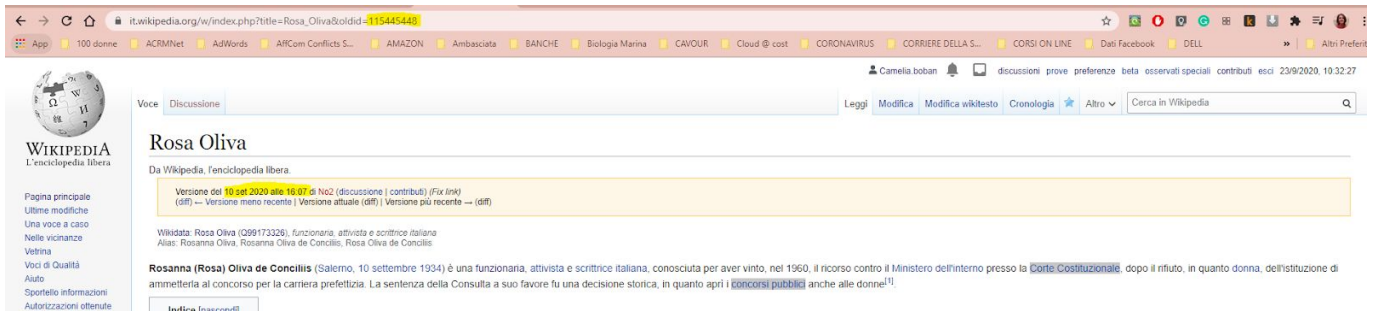 it.wikipedia.org/w/index.php?title=Rosa_Oliva&oldid=115445448
App 100 donne ACRMNet AdWords AffCom Conflicts S... AMAZON Ambasciata BANCHE Biologia Marina CAVOUR Cloud @ cost CORONAVIRUS CORRIERE DELLA S... CORSI ON LINE Dati Facebook DELL » Altri Preferit
Camelia.boban discussioni prove preferenze beta osservati speciali contributi esci 23/9/2020, 10:32:27
Voce Discussione Leggi Modifica Modifica wikitesto Cronologia Altro Cerca in Wikipedia
WIKIPEDIA
L'enciclopedia libera
Rosa Oliva
Da Wikipedia, l'enciclopedia libera.
Versione del 10 set 2020 alle 16:07 di No2 (discussione | contributi) (Fix link)
(diff) ← Versione meno recente | Versione attuale (diff) | Versione più recente → (diff)
Wikidata: Rosa Oliva (Q99173326), funzionaria, attivista e scrittrice italiana
Alias: Rosanna Oliva, Rosanna Oliva de Conciliis, Rosa Oliva de Conciliis.
Rosanna (Rosa) Oliva de Conciliis (Salerno, 10 settembre 1934) è una funzionaria, attivista e scrittrice italiana, conosciuta per aver vinto, nel 1960, il ricorso contro il Ministero dell'interno presso la Corte Costituzionale, dopo il rifiuto, in quanto donna, dell'istituzione di
ammetterla al concorso per la carriera prefettizia. La sentenza della Consulta a suo favore fu una decisione storica, in quanto aprì i concorsi pubblici anche alle donne[1].
Indice [nascondi]
Pagina principale
Ultime modifiche
Una voce a caso
Nelle vicinanze
Vetrina
Voci di Qualità
Aiuto
Sportello informazioni
Autorizzazioni ottenute